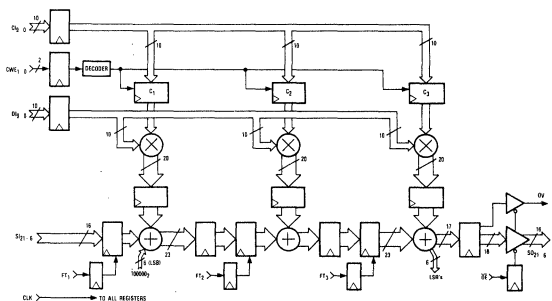 CI9 0
10
10
10
10
CWE1 0
2
DECODER
C1
C2
C3
DI9 0
10
10
10
10
20
20
20
OV
SI21-6
16
23
23
17
16
18
SO21 6
6 (LSB)
1000002
6
LSB's
FT1
FT2
FT3
OE
CLK
TO ALL REGISTERS